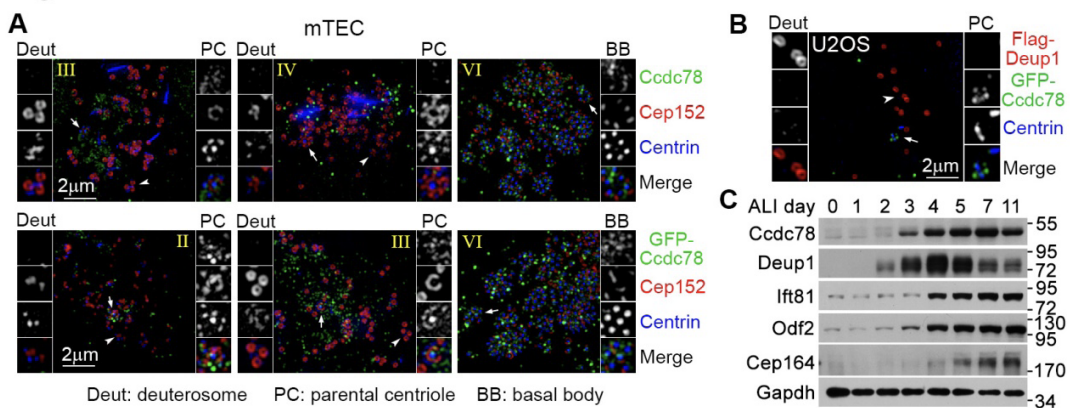 A
mTEC
Deut
PC
Deut
PC
BB
III
IV
VI
Ccdc78
Cep152
Centrin
Merge
2μm
Deut
PC
Deut
PC
BB
II
III
VI
GFP-
Ccdc78
Cep152
Centrin
Merge
2μm
Deut: deuterosome PC: parental centriole BB: basal body
B
Deut
PC
U2OS
Flag-
Deup1
GFP-
Ccdc78
Centrin
Merge
2μm
C
ALI day 0 1 2 3 4 5 7 11
Ccdc78
55
Deup1
95
72
Ift81
95
72
Odf2
130
95
Cep164
170
Gapdh
34